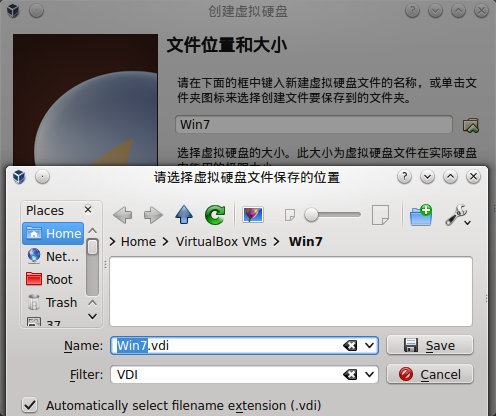 创建虚拟硬盘
文件位置和大小
请在下面的框中键入新建虚拟硬盘文件的名称，或单击文
件夹图标来选择创建文件要保存到的文件夹。
Win7
选择虚拟硬盘的大小。此大小为虚拟硬盘文件在实际硬盘
请选择虚拟硬盘文件保存的位置
Places
Home
Net...
Root
Trash
37
Home
VirtualBox VMs
Win7
Name:
Win7.vdi
Save
Filter:
VDI
Cancel
Automatically select filename extension (.vdi)